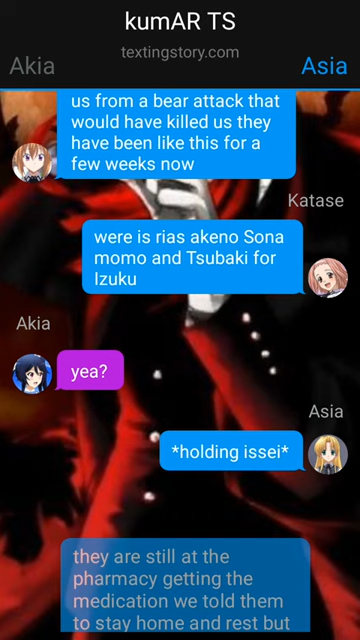 kumAR TS
textingstory.com
Akia
Asia
us from a bear attack that
would have killed us they
have been like this for a
few weeks now
Katase
were is rias akeno Sona
momo and Tsubaki for
Izuku
Akia
yea?
Asia
*holding issei*
they are still at the
pharmacy getting the
medication we told them
to stay home and rest but